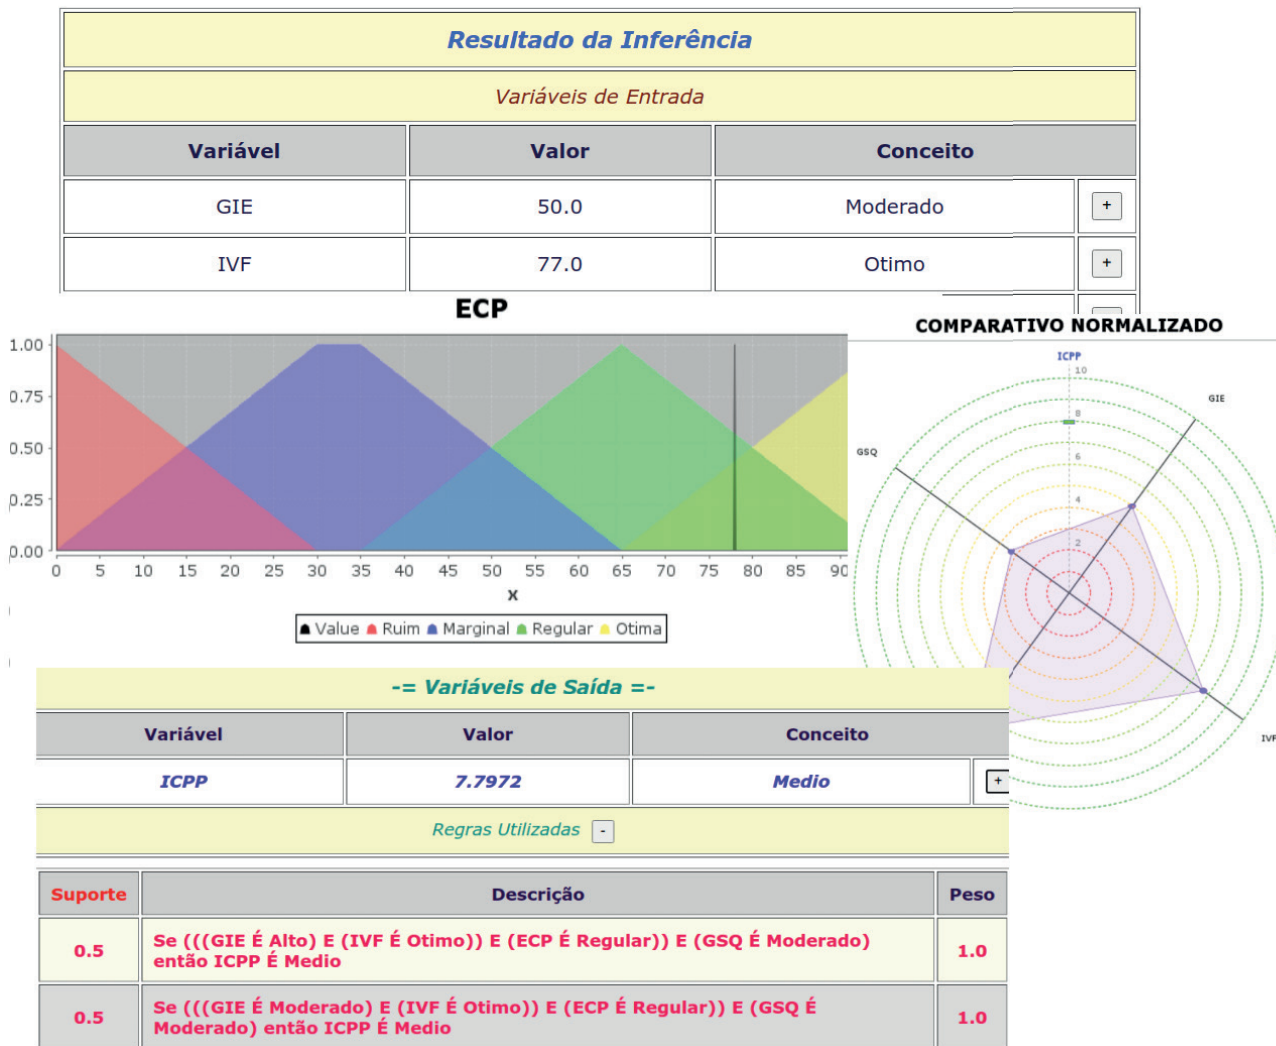 Resultado da Inferência
Variáveis de Entrada
Variável Valor Conceito
GIE 50.0 Moderado +
IVF 77.0 Otimo +
ECP
1.00
0.75
0.50
0.25
0.00
0 5 10 15 20 25 30 35 40 45 50 55 60 65 70 75 80 85 90
X
Value Ruim Marginal Regular Otima
COMPARATIVO NORMALIZADO
ICPP
10
8
6
4
2
GIE
GSQ
IVF
-= Variáveis de Saída =-
Variável Valor Conceito
ICPP 7.7972 Medio +
Regras Utilizadas -
Suporte Descrição Peso
0.5 Se (((GIE É Alto) E (IVF É Otimo)) E (ECP É Regular)) E (GSQ É Moderado) 1.0
então ICPP É Medio
0.5 Se (((GIE É Moderado) E (IVF É Otimo)) E (ECP É Regular)) E (GSQ É 1.0
Moderado) então ICPP É Medio